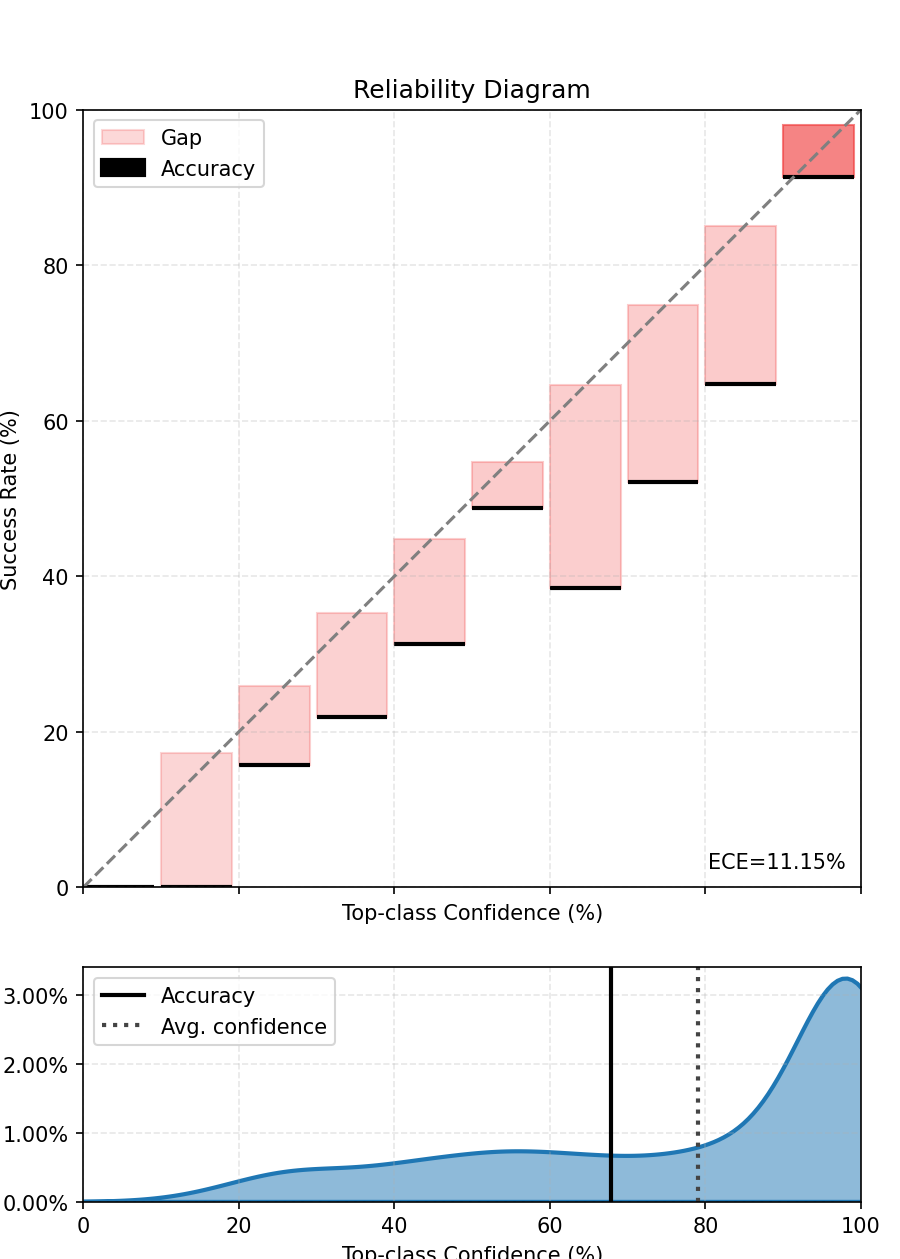 Reliability Diagram
100
80
60
40
20
0
Success Rate (%)
Gap
Accuracy
ECE=11.15%
Top-class Confidence (%)
3.00%
2.00%
1.00%
0.00%
Accuracy
Avg. confidence
0 20 40 60 80 100
Top-class Confidence (%)